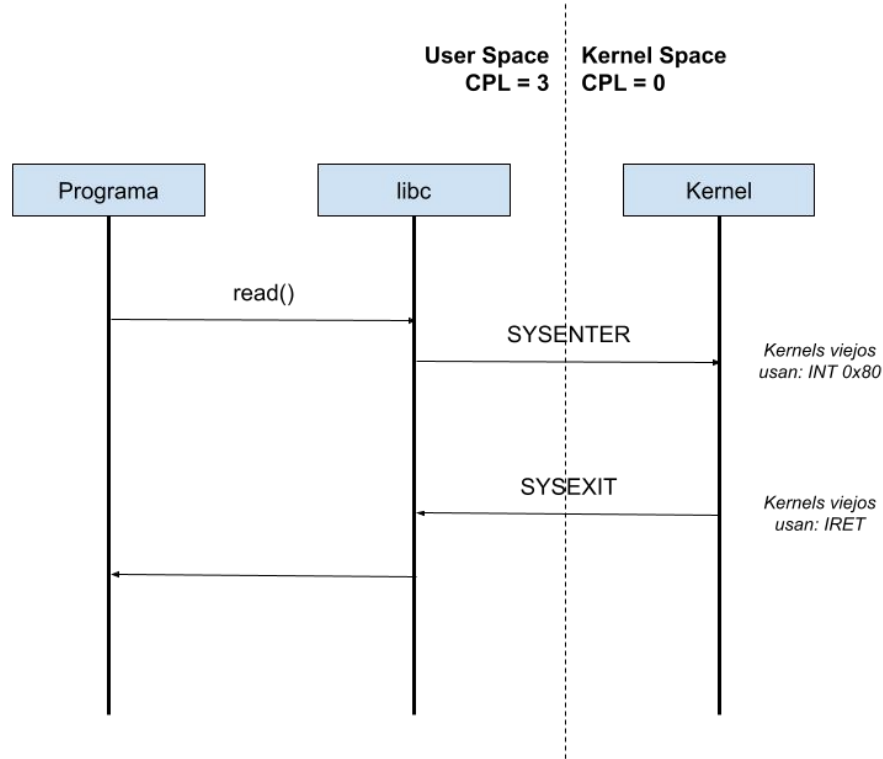 User Space
CPL = 3
Kernel Space
CPL = 0
Programa
libc
Kernel
read()
SYSENTER
Kernels viejos
usan: INT 0x80
SYSEXIT
Kernels viejos
usan: IRET